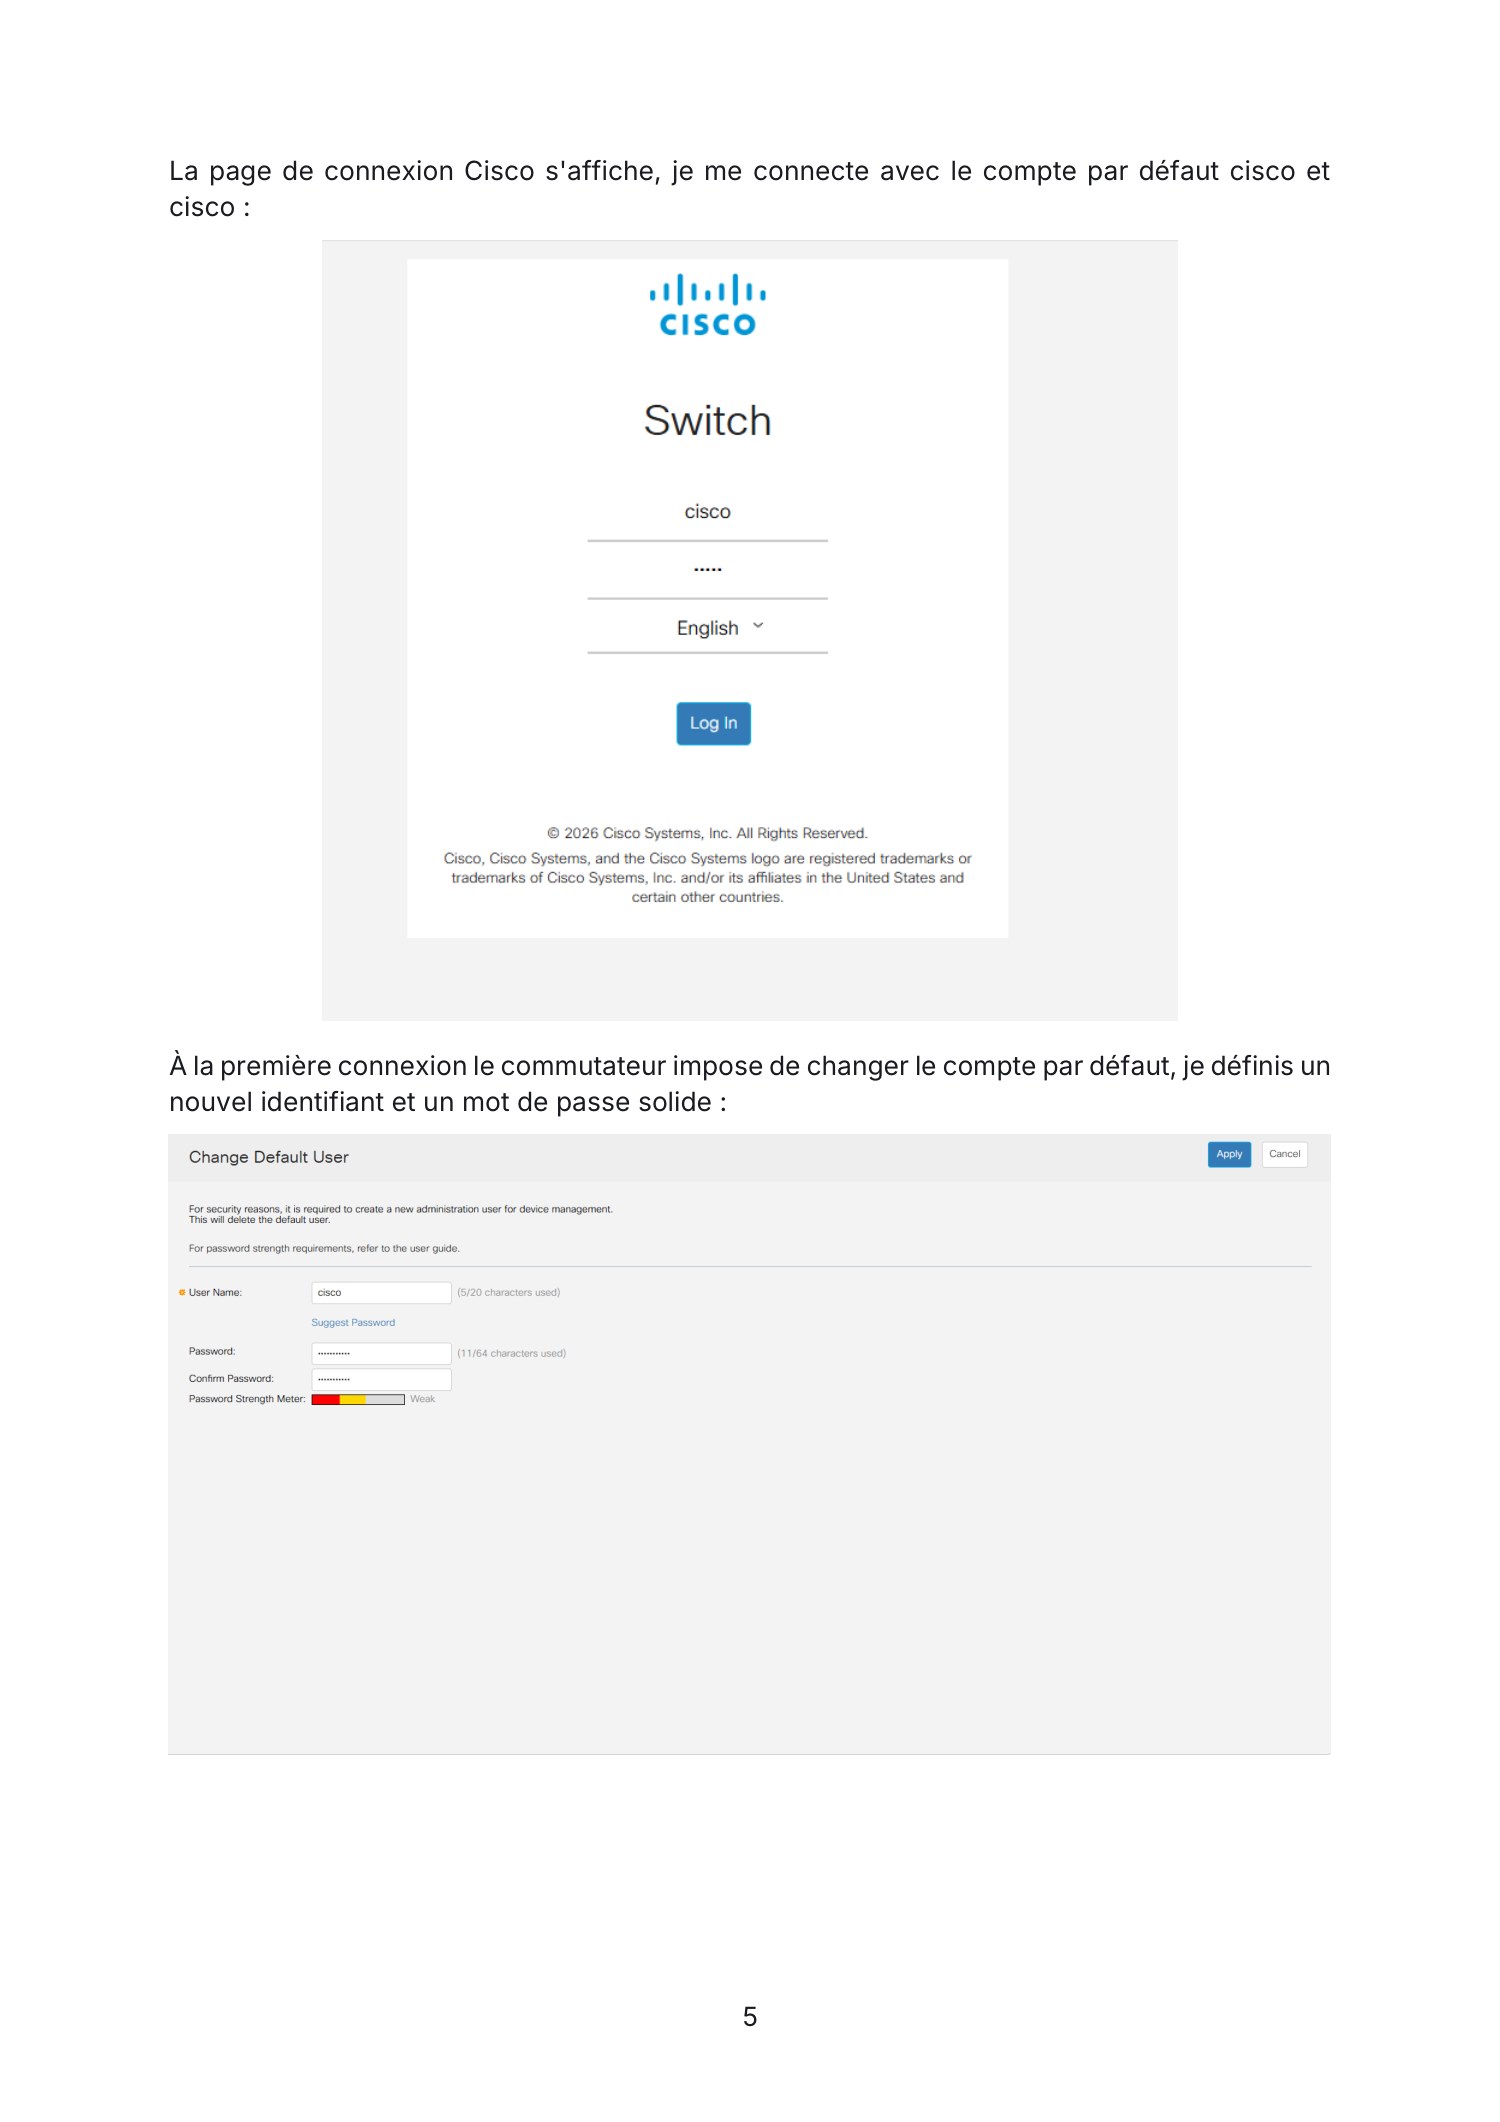 La page de connexion Cisco s'affiche, je me connecte avec le compte par défaut cisco et
cisco :
CISCO
Switch
cisco
•••••
English
Log In
© 2026 Cisco Systems, Inc. All Rights Reserved.
Cisco, Cisco Systems, and the Cisco Systems logo are registered trademarks or
trademarks of Cisco Systems, Inc. and/or its affiliates in the United States and
certain other countries.
À la première connexion le commutateur impose de changer le compte par défaut, je définis un
nouvel identifiant et un mot de passe solide :
Change Default User
Apply Cancel
For security reasons, it is required to create a new administration user for device management.
This will delete the default user.
For password strength requirements, refer to the user guide.
User Name: cisco (5/20 characters used)
Suggest Password
Password: ••••••••••• (11/64 characters used)
Confirm Password: •••••••••••
Password Strength Meter: Weak
5